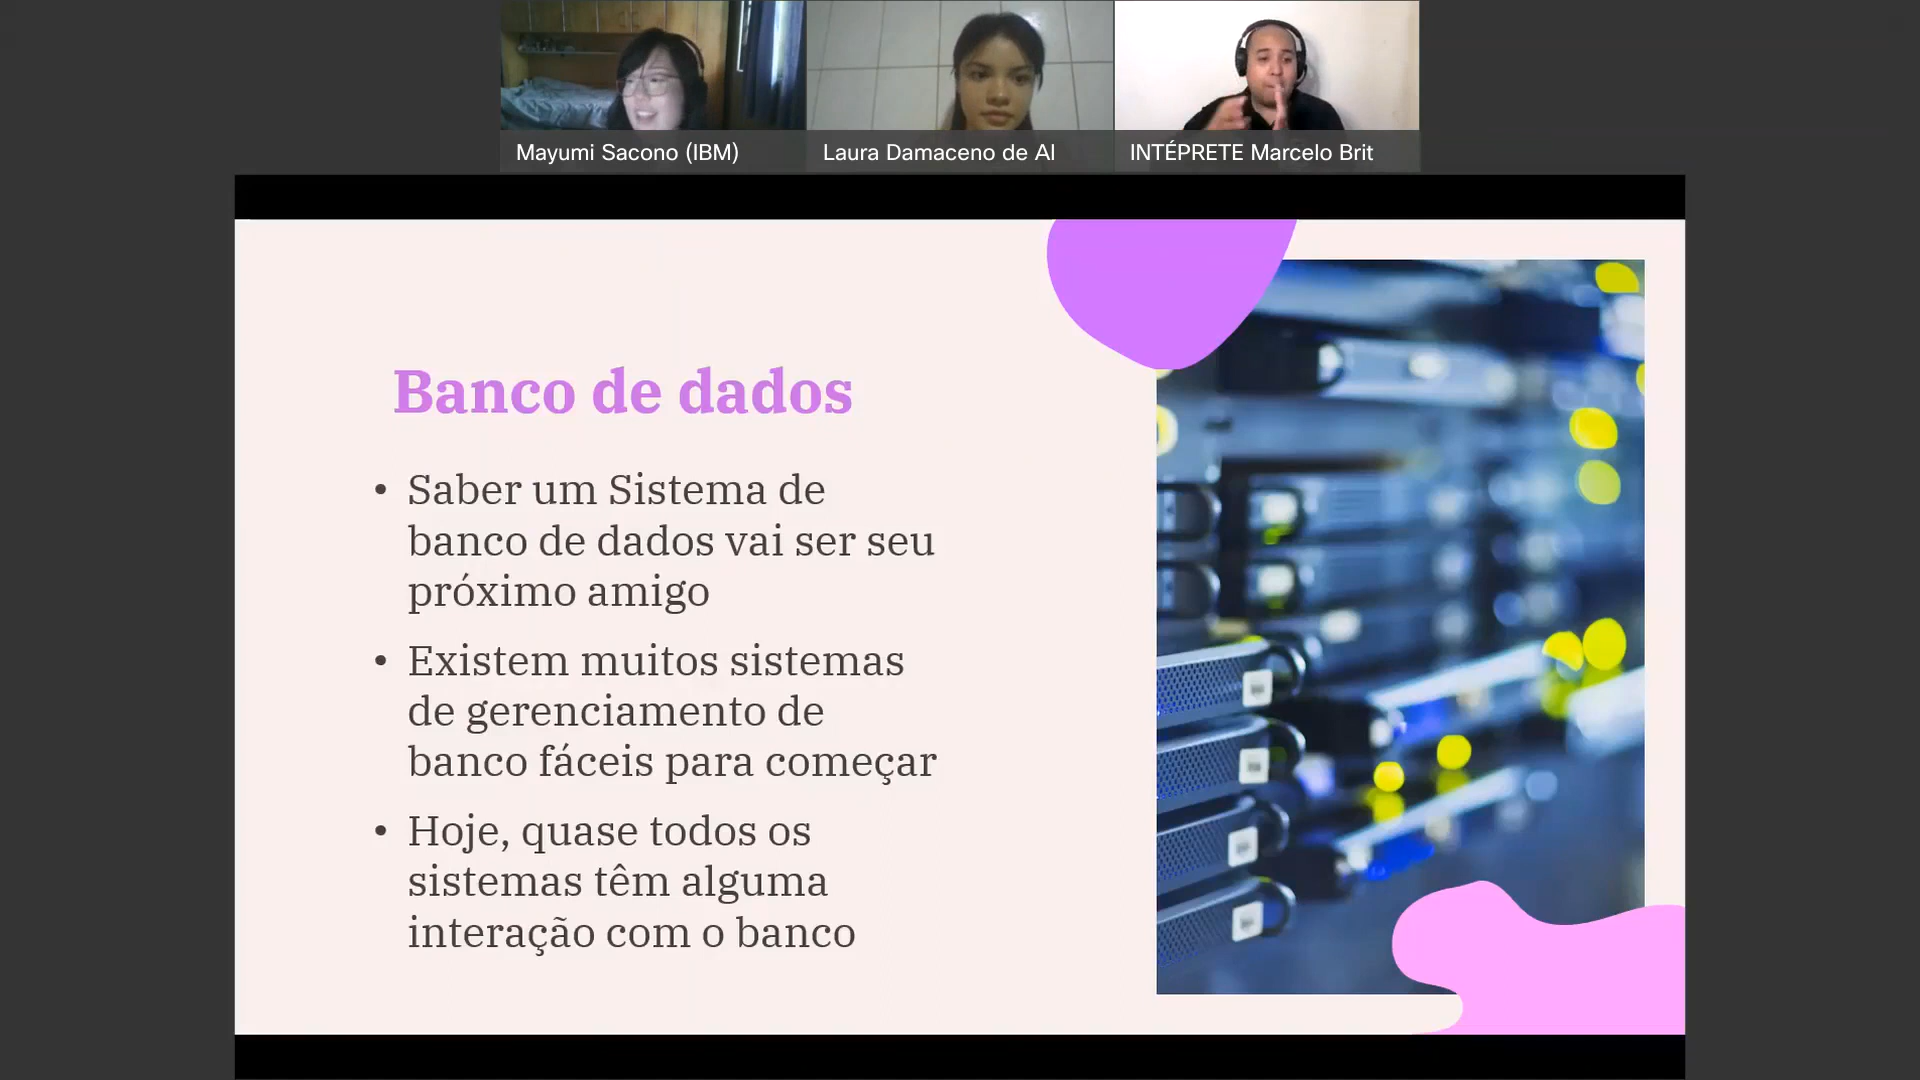 Mayumi Sacono (IBM)
Laura Damaceno de Al
INTÉPRETE Marcelo Brit
Banco de dados
• Saber um Sistema de
banco de dados vai ser seu
próximo amigo
• Existem muitos sistemas
de gerenciamento de
banco fáceis para começar
• Hoje, quase todos os
sistemas têm alguma
interação com o banco